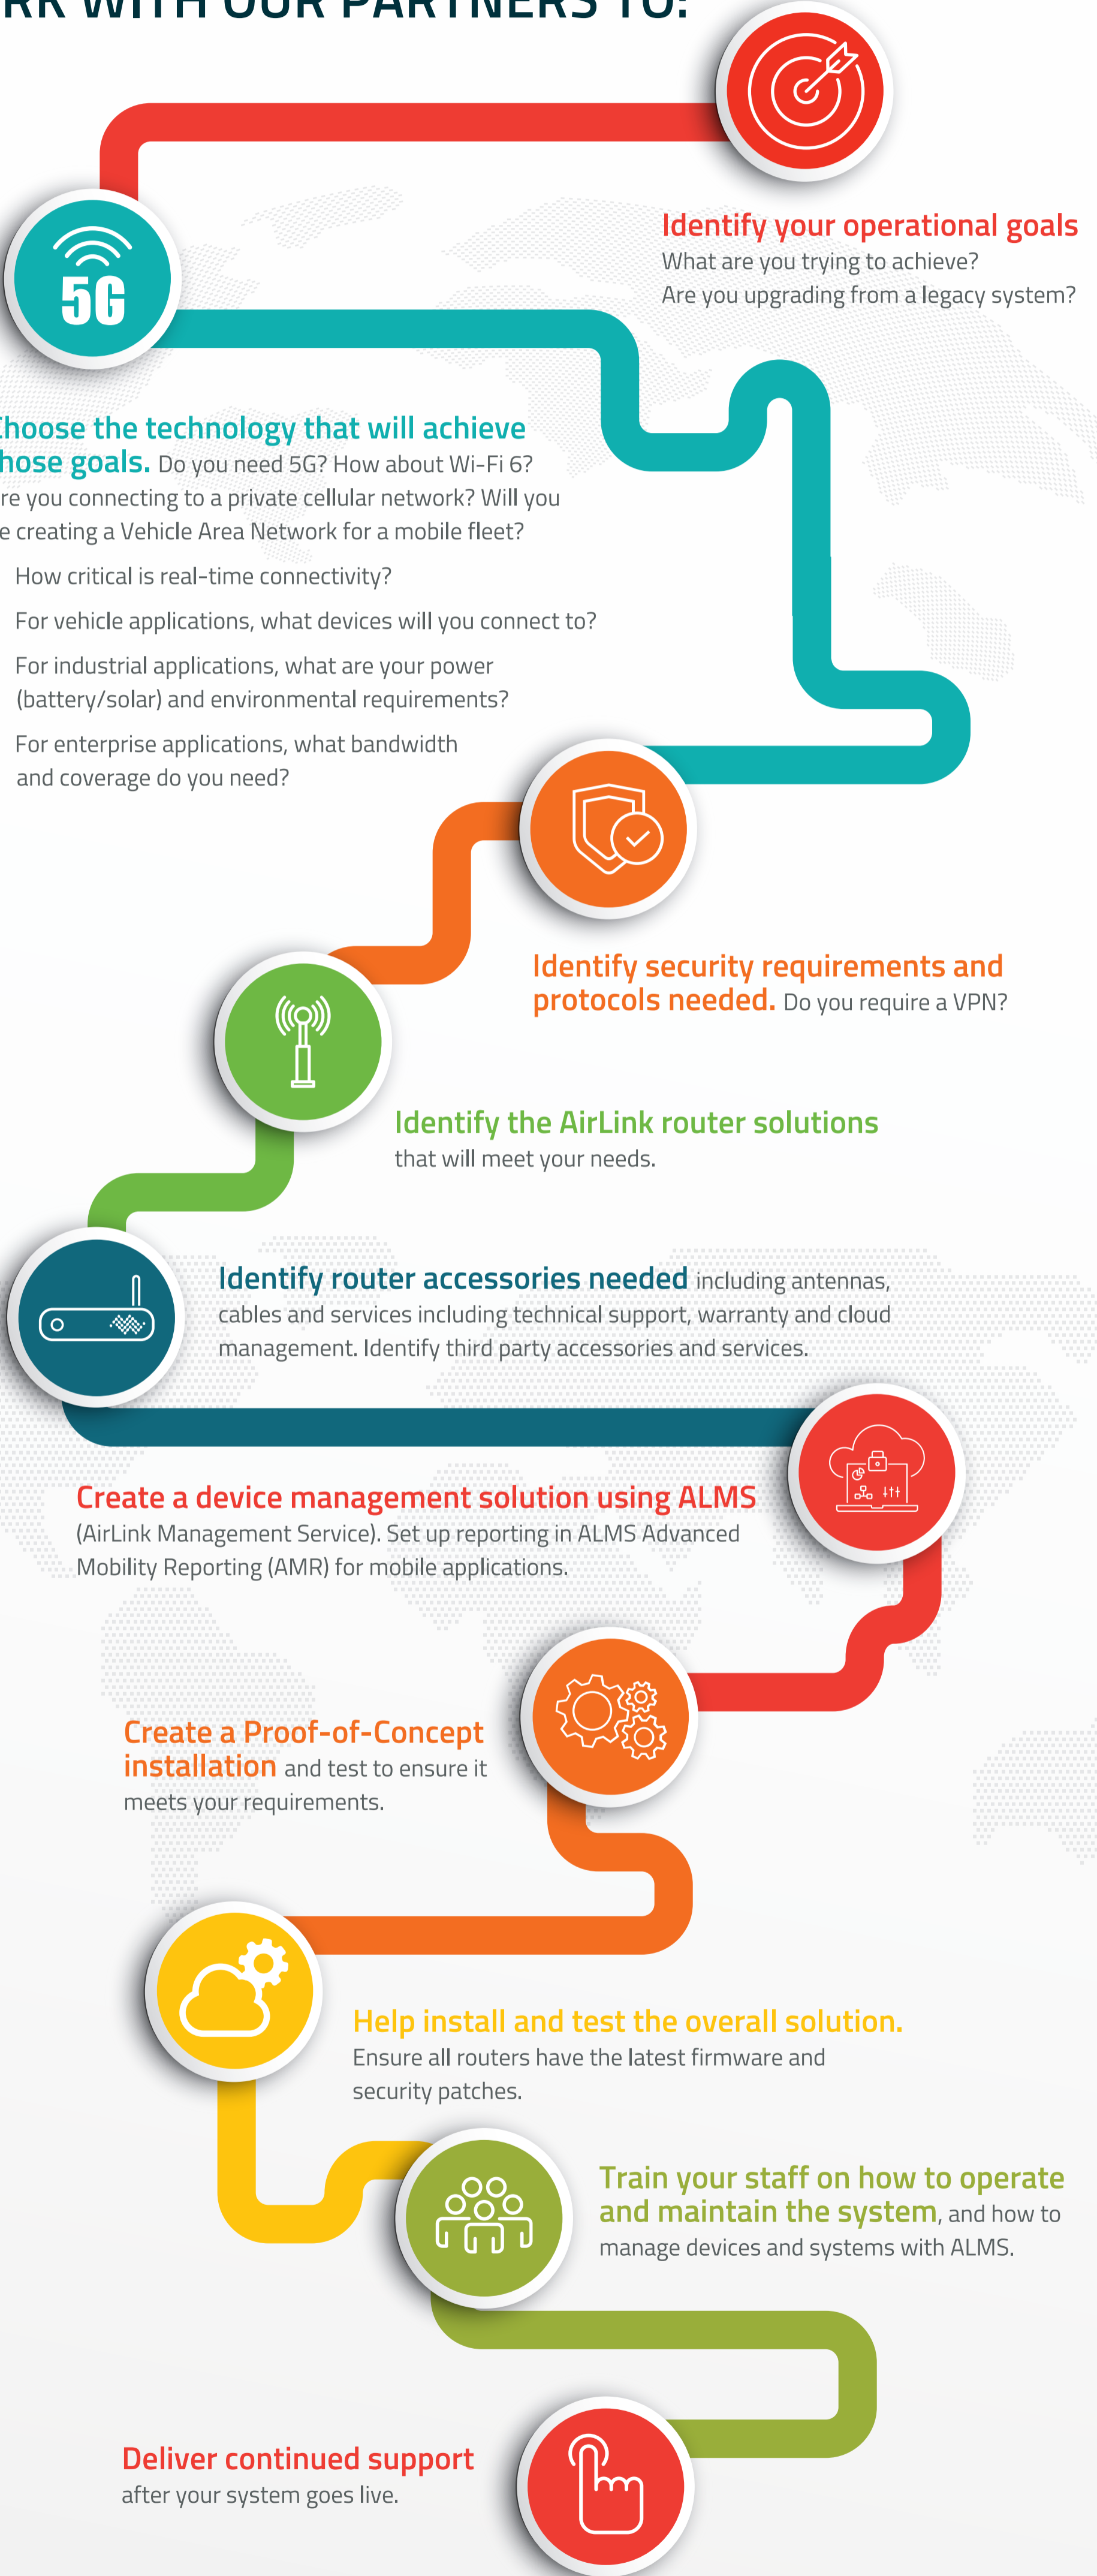 RK WITH OUR PARTNERS TO:
Identify your operational goals
What are you trying to achieve?
Are you upgrading from a legacy system?
5G
Choose the technology that will achieve
hose goals. Do you need 5G? How about Wi-Fi 6?
re you connecting to a private cellular network? Will you
e creating a Vehicle Area Network for a mobile fleet?
How critical is real-time connectivity?
For vehicle applications, what devices will you connect to?
For industrial applications, what are your power
(battery/solar) and environmental requirements?
For enterprise applications, what bandwidth
and coverage do you need?
Identify security requirements and
protocols needed. Do you require a VPN?
Identify the AirLink router solutions
that will meet your needs.
Identify router accessories needed including antennas,
cables and services including technical support, warranty and cloud
management. Identify third party accessories and services.
Create a device management solution using ALMS
(AirLink Management Service). Set up reporting in ALMS Advanced
Mobility Reporting (AMR) for mobile applications.
Create a Proof-of-Concept
installation and test to ensure it
meets your requirements.
Help install and test the overall solution.
Ensure all routers have the latest firmware and
security patches.
Train your staff on how to operate
and maintain the system, and how to
manage devices and systems with ALMS.
Deliver continued support
after your system goes live.